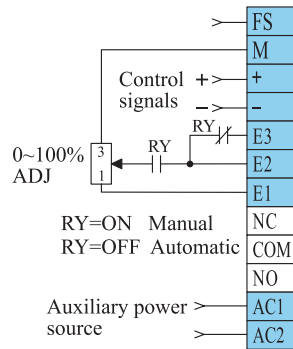 FS
M
Control
signals
+
+
−
−
RY
E3
0~100%
ADJ
3
1
RY
E2
E1
RY=ON Manual
RY=OFF Automatic
NC
COM
NO
Auxiliary power
source
AC1
AC2